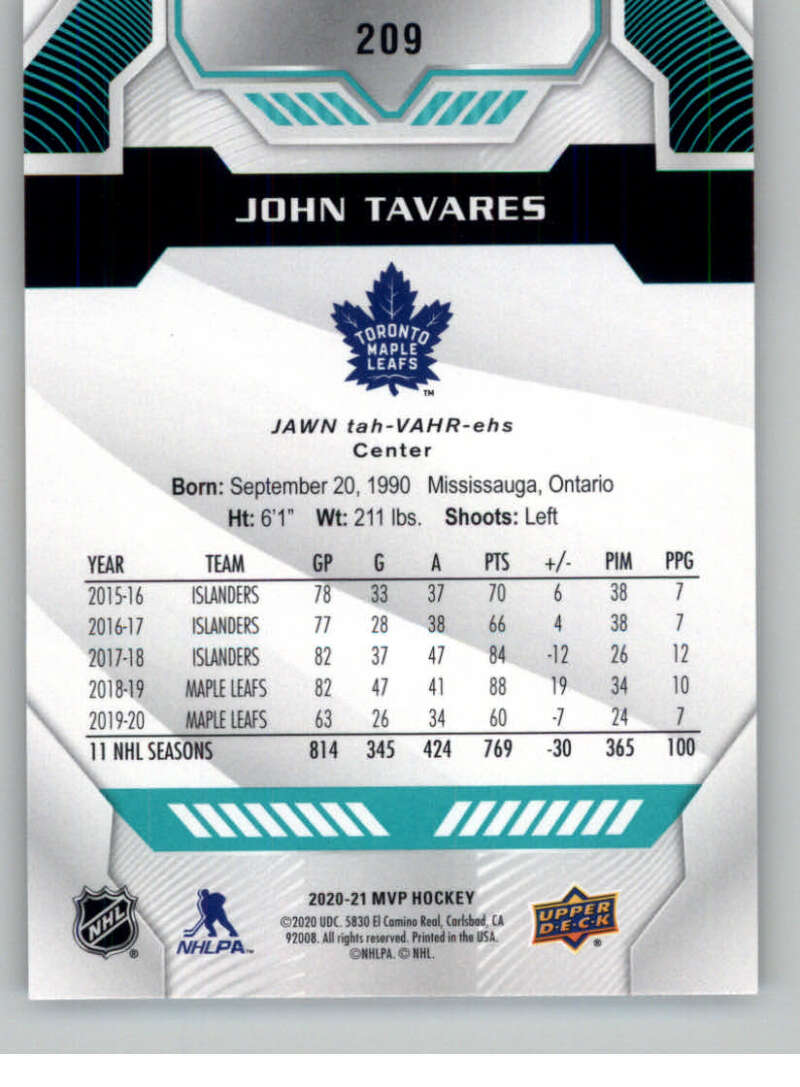 209
JOHN TAVARES
TORONTO
MAPLE
LEAFS
TM
JAWN tah-VAHR-ehs
Center
Born: September 20, 1990 Mississauga, Ontario
Ht: 6'1" Wt: 211 lbs. Shoots: Left
YEAR TEAM GP G A PTS +/- PIM PPG
2015-16 ISLANDERS 78 33 37 70 6 38 7
2016-17 ISLANDERS 77 28 38 66 4 38 7
2017-18 ISLANDERS 82 37 47 84 -12 26 12
2018-19 MAPLE LEAFS 82 47 41 88 19 34 10
2019-20 MAPLE LEAFS 63 26 34 60 -7 24 7
11 NHL SEASONS 814 345 424 769 -30 365 100
NHL ®
NHLPA™
2020-21 MVP HOCKEY
©2020 UDC. 5830 El Camino Real, Carlsbad, CA
92008. All rights reserved. Printed in the USA.
©NHLPA. © NHL.
UPPER
D·E·C·K
®